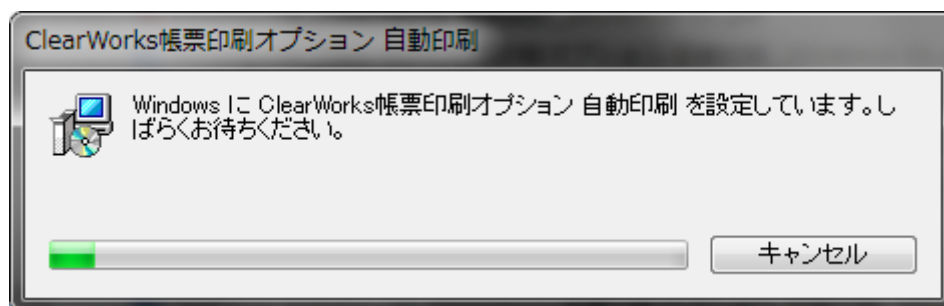 ClearWorks帳票印刷オプション 自動印刷
Windows に ClearWorks帳票印刷オプション 自動印刷 を設定しています。し
ばらくお待ちください。
キャンセル